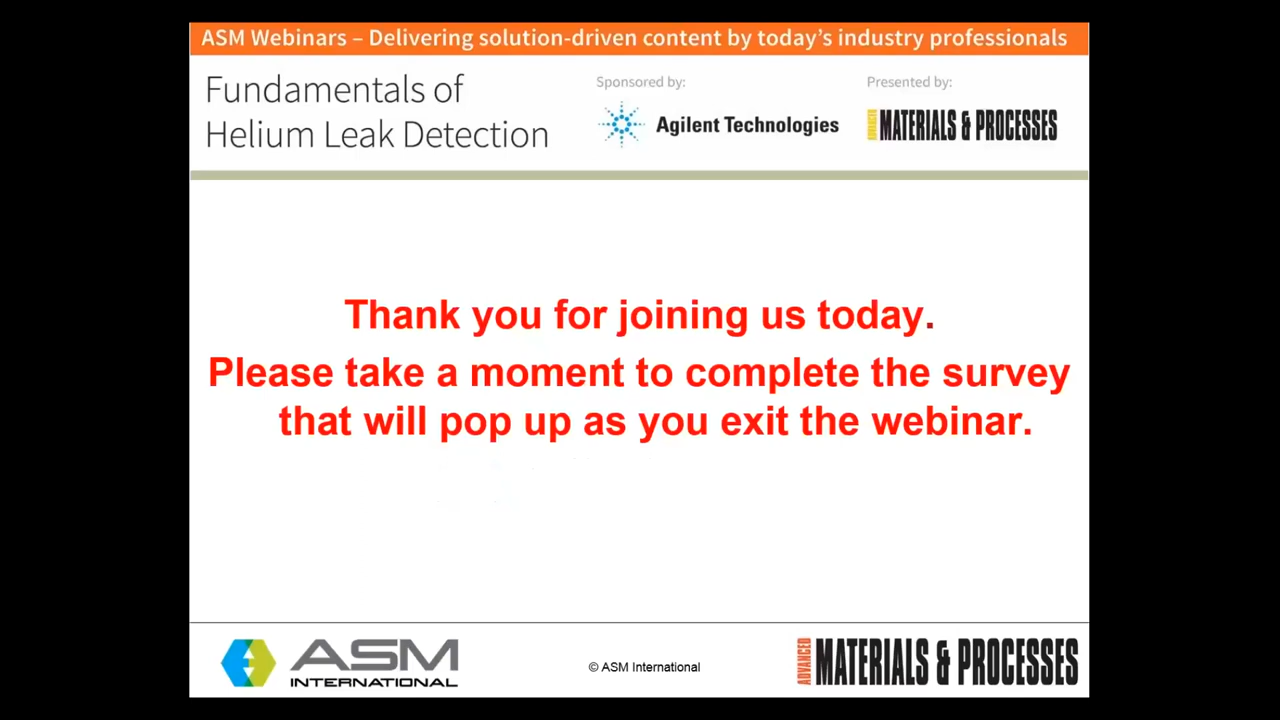 ASM Webinars – Delivering solution-driven content by today's industry professionals
Fundamentals of
Helium Leak Detection
Sponsored by:
Agilent Technologies
Presented by:
ADVANCED MATERIALS & PROCESSES
Thank you for joining us today.
Please take a moment to complete the survey
that will pop up as you exit the webinar.
ASM
INTERNATIONAL
© ASM International
ADVANCED MATERIALS & PROCESSES